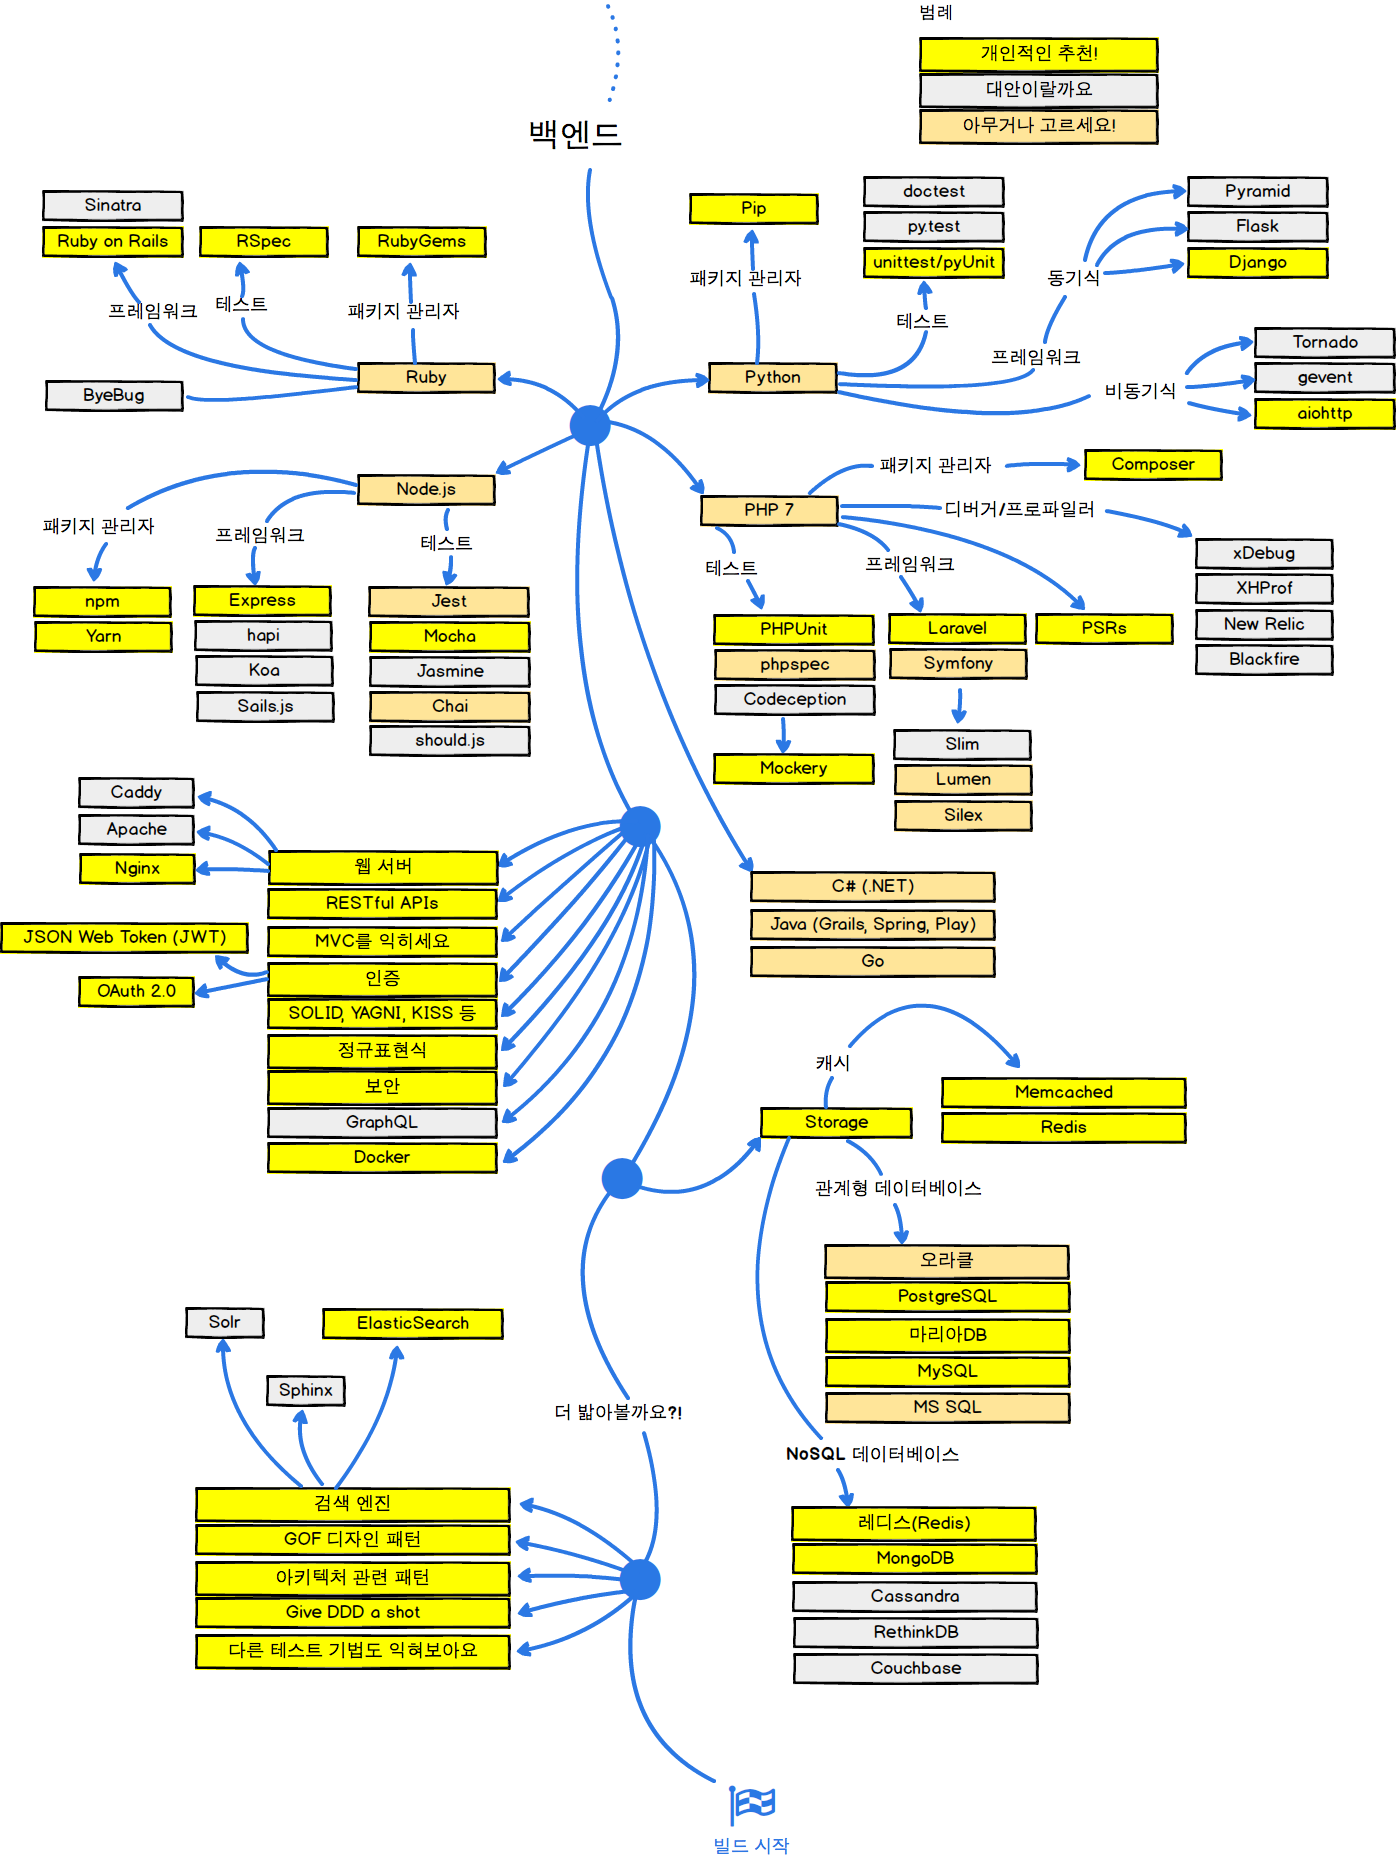 범례
개인적인 추천!
대안이랄까요
아무거나 고르세요!
백엔드
Sinatra
Ruby on Rails
RSpec
RubyGems
프레임워크
테스트
패키지 관리자
Ruby
ByeBug
Pip
패키지 관리자
doctest
py.test
unittest/pyUnit
테스트
Python
Pyramid
Flask
Django
동기식
프레임워크
비동기식
Tornado
gevent
aiohttp
Node.js
패키지 관리자
프레임워크
테스트
npm
Yarn
Express
hapi
Koa
Sails.js
Jest
Mocha
Jasmine
Chai
should.js
PHP 7
패키지 관리자
Composer
디버거/프로파일러
xDebug
XHProf
New Relic
Blackfire
테스트
프레임워크
PHPUnit
phpspec
Codeception
Mockery
Laravel
Symfony
PSRs
Slim
Lumen
Silex
Caddy
Apache
Nginx
JSON Web Token (JWT)
OAuth 2.0
웹 서버
RESTful APIs
MVC를 익히세요
인증
SOLID, YAGNI, KISS 등
정규표현식
보안
GraphQL
Docker
C# (.NET)
Java (Grails, Spring, Play)
Go
캐시
Memcached
Redis
Storage
관계형 데이터베이스
오라클
PostgreSQL
마리아DB
MySQL
MS SQL
NoSQL 데이터베이스
레디스(Redis)
MongoDB
Cassandra
RethinkDB
Couchbase
더 밟아볼까요?!
Solr
Sphinx
ElasticSearch
검색 엔진
GOF 디자인 패턴
아키텍처 관련 패턴
Give DDD a shot
다른 테스트 기법도 익혀보아요
빌드 시작